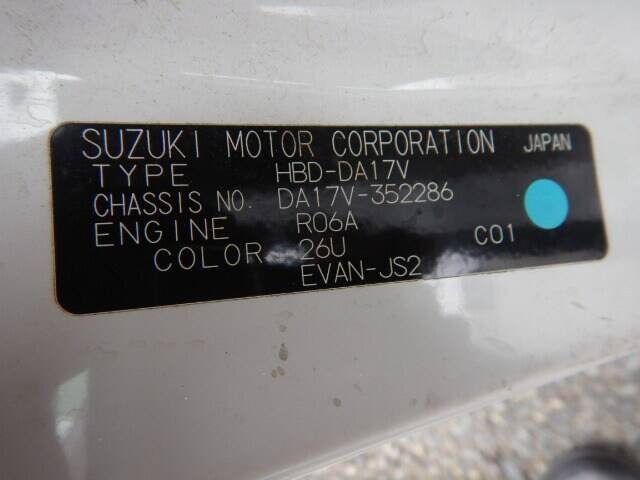 SUZUKI MOTOR CORPORATION JAPAN
TYPE HBD-DA17V
CHASSIS NO. DA17V-352286
ENGINE R06A
COLOR 26U C01
EVAN-JS2